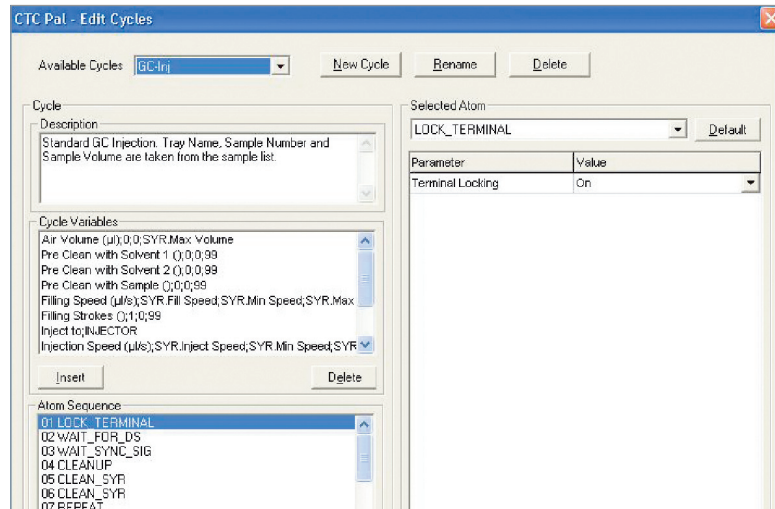 CTC Pal - Edit Cycles
Available Cycles GC-Inj New Cycle Rename Delete
Cycle
Description
Standard GC Injection. Tray Name, Sample Number and
Sample Volume are taken from the sample list.
Cycle Variables
Air Volume (µl);0;0;SYR.Max Volume
Pre Clean with Solvent 1 ();0;0;99
Pre Clean with Solvent 2 ();0;0;99
Pre Clean with Sample ();0;0;99
Filling Speed (µl/s);SYR.Fill Speed;SYR.Min Speed;SYR.Max
Filling Strokes ();1;0;99
Inject to;INJECTOR
Injection Speed (µl/s);SYR.Inject Speed;SYR.Min Speed;SYR
Insert Delete
Atom Sequence
01 LOCK_TERMINAL
02 WAIT_FOR_DS
03 WAIT_SYNC_SIG
04 CLEANUP
05 CLEAN_SYR
06 CLEAN_SYR
07 REPEAT
Selected Atom
LOCK_TERMINAL Default
Parameter Value
Terminal Locking On